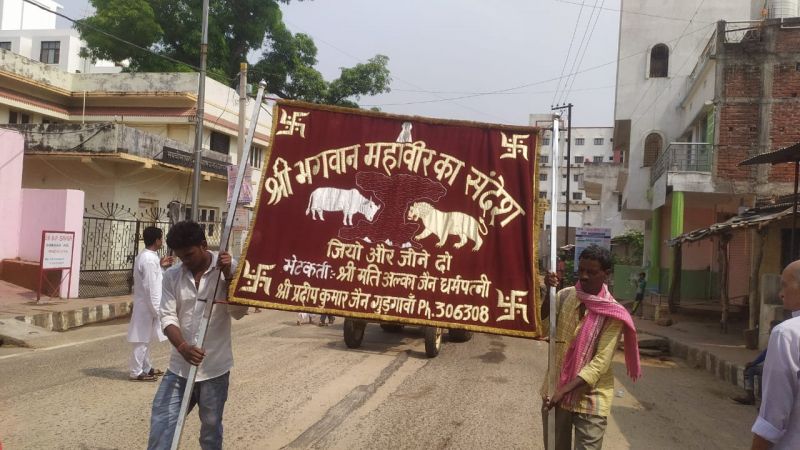 श्री भगवान महावीर का संदेश
जियो और जीने दो
भेटकर्ता:- श्री मति अल्का जैन धर्मपत्नी
श्री प्रदीप कुमार जैन गुड़गावाँ Ph. 306308